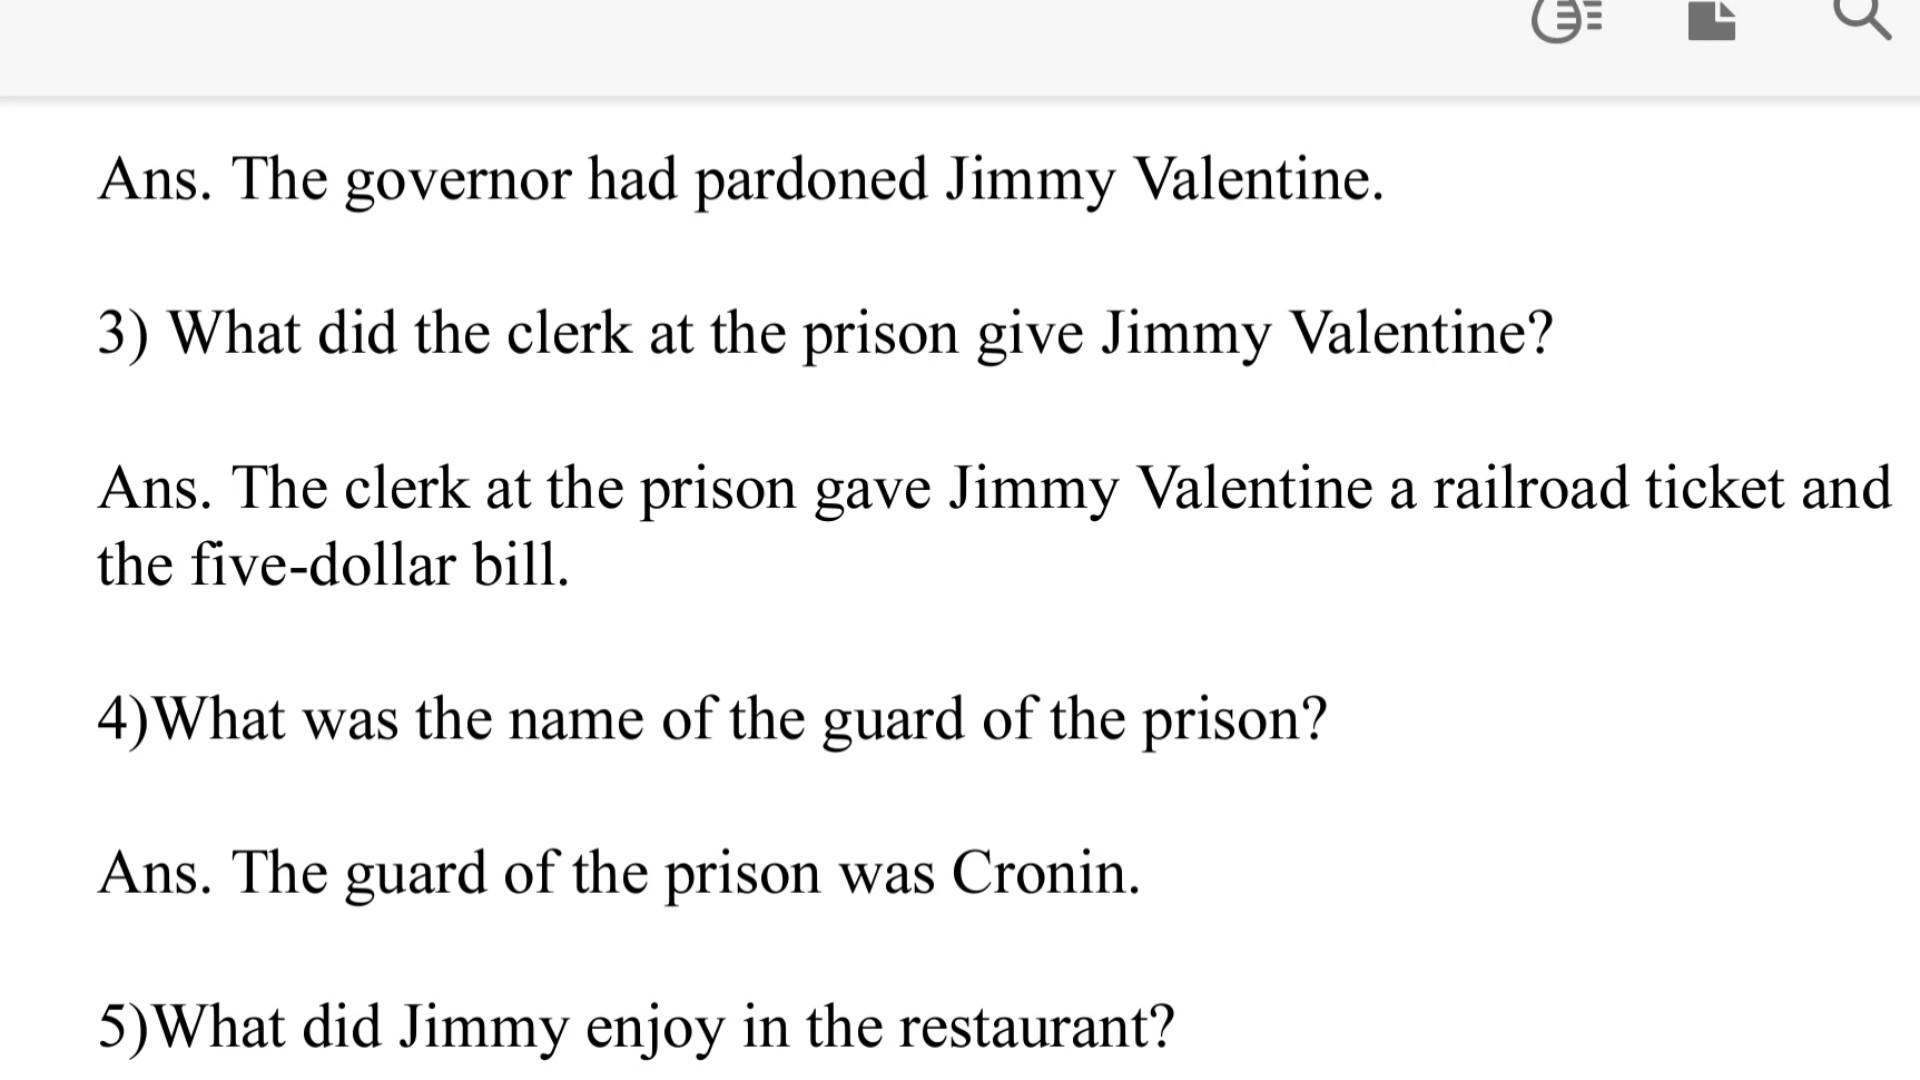 Ans. The governor had pardoned Jimmy Valentine.
3) What did the clerk at the prison give Jimmy Valentine?
Ans. The clerk at the prison gave Jimmy Valentine a railroad ticket and
the five-dollar bill.
4)What was the name of the guard of the prison?
Ans. The guard of the prison was Cronin.
5)What did Jimmy enjoy in the restaurant?